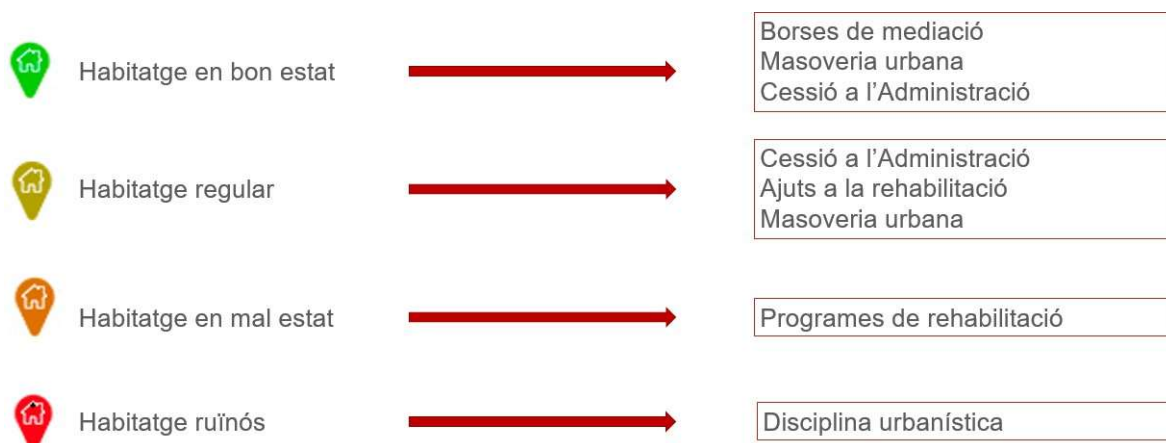 Habitatge en bon estat
Borses de mediació
Masoveria urbana
Cessió a l'Administració
Habitatge regular
Cessió a l'Administració
Ajuts a la rehabilitació
Masoveria urbana
Habitatge en mal estat
Programes de rehabilitació
Habitatge ruïnós
Disciplina urbanística